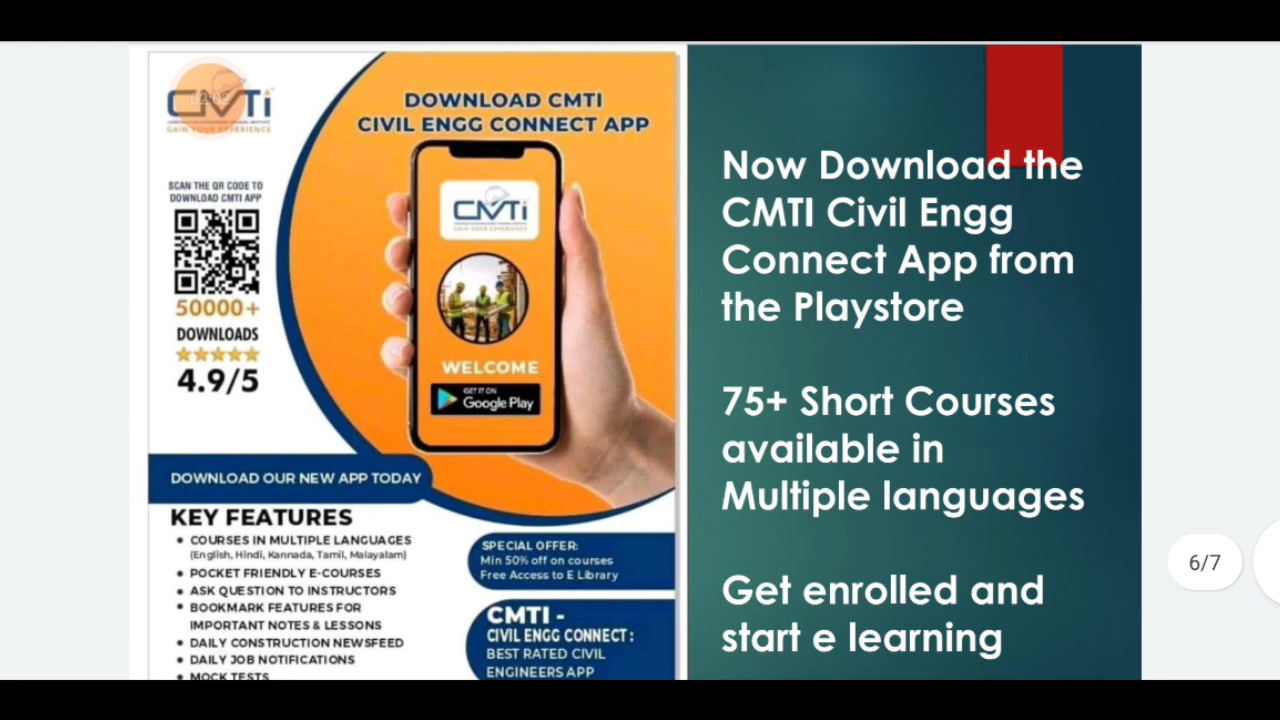 CMTi
GAIN YOUR EXPERIENCE
SCAN THE QR CODE TO
DOWNLOAD CMTI APP
50000+
DOWNLOADS
4.9/5
DOWNLOAD CMTI
CIVIL ENGG CONNECT APP
CMTi
GAIN YOUR EXPERIENCE
WELCOME
GET IT ON
Google Play
DOWNLOAD OUR NEW APP TODAY
KEY FEATURES
• COURSES IN MULTIPLE LANGUAGES
(English, Hindi, Kannada, Tamil, Malayalam)
• POCKET FRIENDLY E-COURSES
• ASK QUESTION TO INSTRUCTORS
• BOOKMARK FEATURES FOR
IMPORTANT NOTES & LESSONS
• DAILY CONSTRUCTION NEWSFEED
• DAILY JOB NOTIFICATIONS
• MOCK TESTS
SPECIAL OFFER:
Min 50% off on courses
Free Access to E Library
CMTI -
CIVIL ENGG CONNECT :
BEST RATED CIVIL
ENGINEERS APP
Now Download the
CMTI Civil Engg
Connect App from
the Playstore
75+ Short Courses
available in
Multiple languages
Get enrolled and
start e learning
6/7